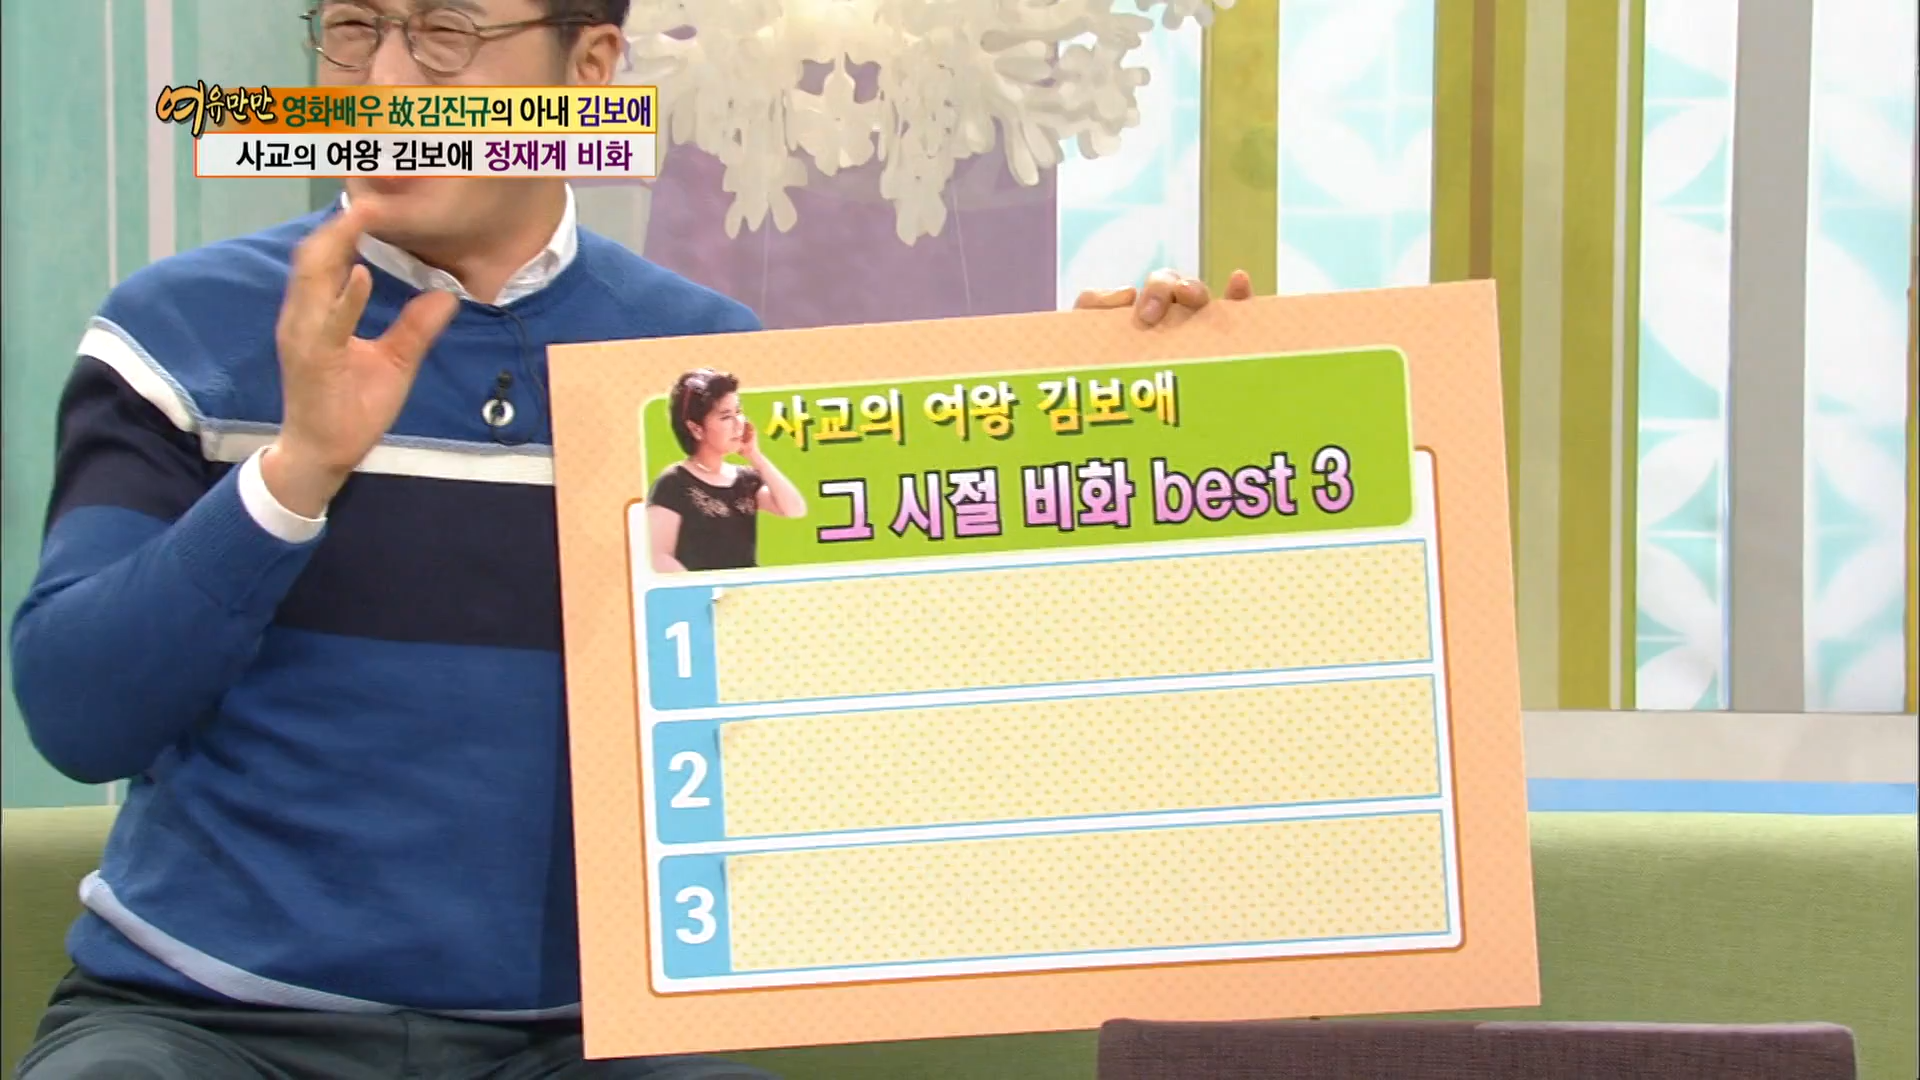 여유만만 영화배우 故김진규의 아내 김보애
사교의 여왕 김보애 정재계 비화
사교의 여왕 김보애
그 시절 비화 best 3
1
2
3